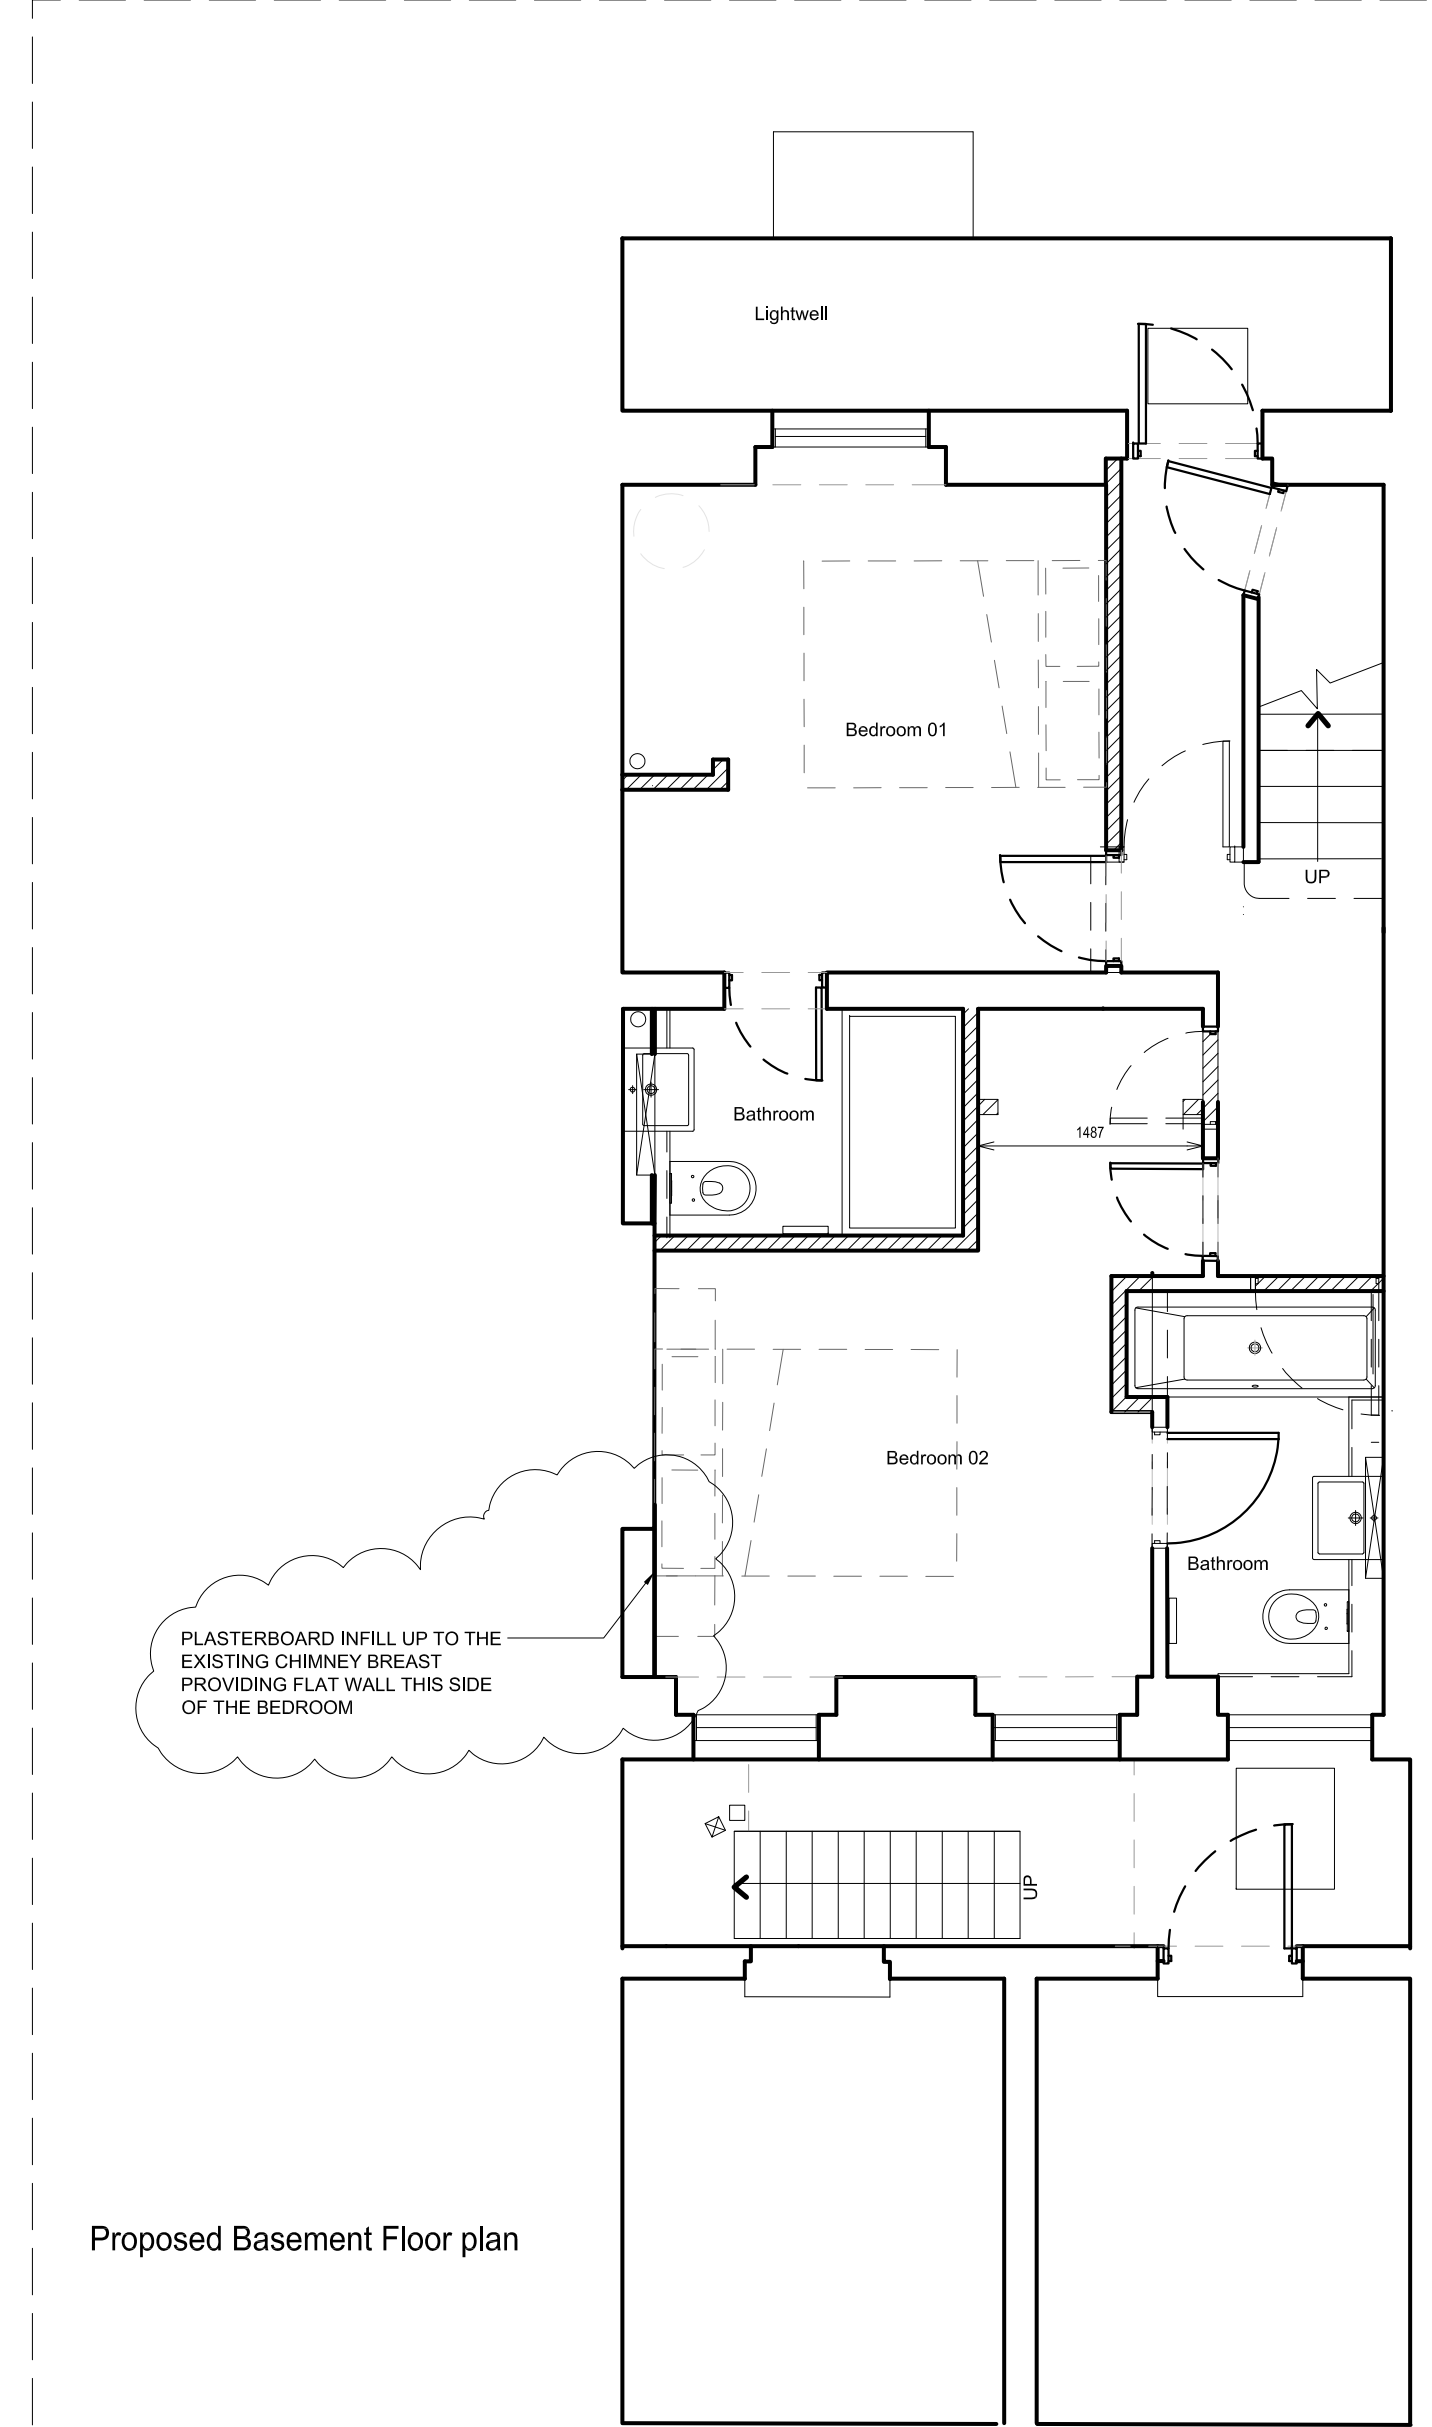 Lightwell
Bedroom 01
UP
Bathroom
1487
Bedroom 02
Bathroom
PLASTERBOARD INFILL UP TO THE
EXISTING CHIMNEY BREAST
PROVIDING FLAT WALL THIS SIDE
OF THE BEDROOM
UP
Proposed Basement Floor plan